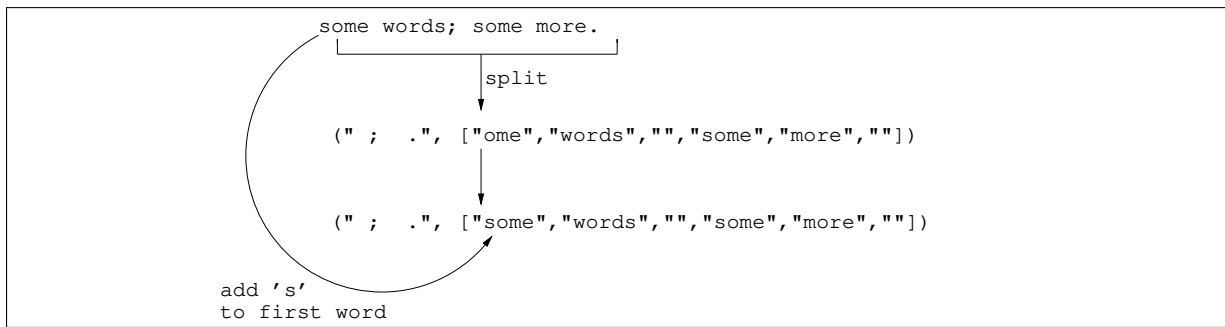 some words; some more.
split
(" ;  .", ["ome","words","","some","more",""])
(" ;  .", ["some","words","","some","more",""])
add ’s’
to first word